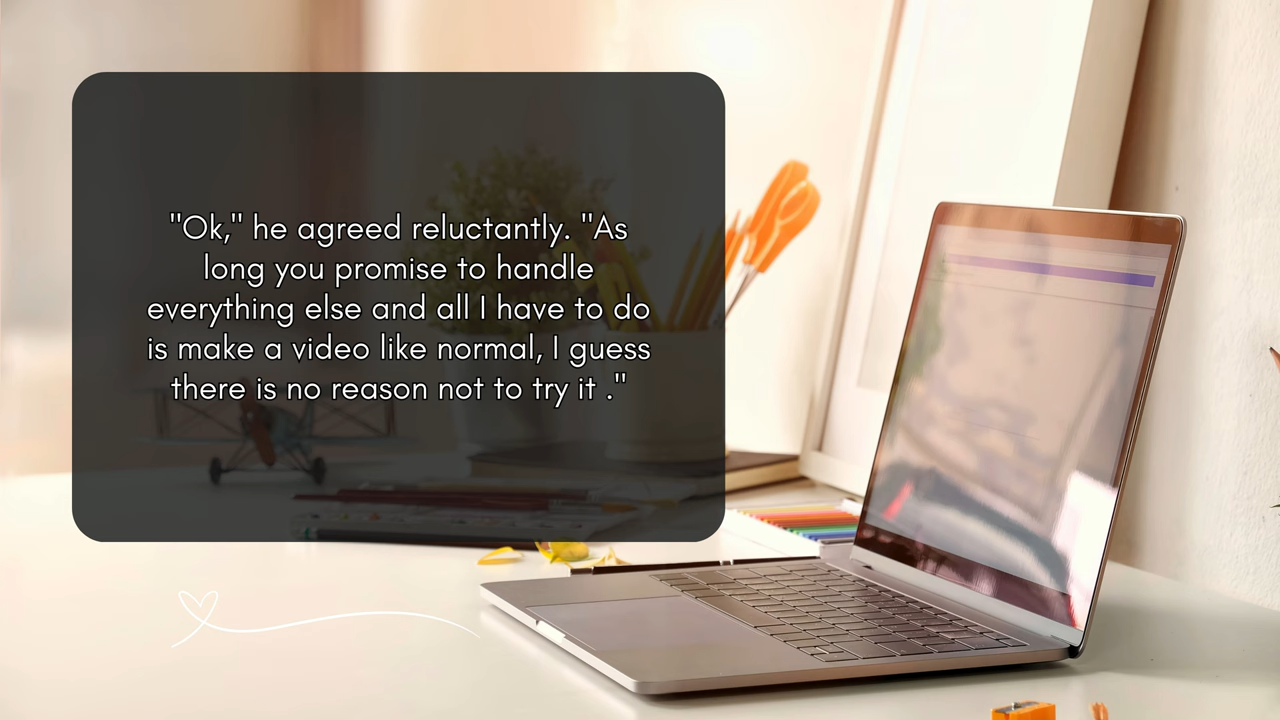 "Ok," he agreed reluctantly. "As
long you promise to handle
everything else and all I have to do
is make a video like normal, I guess
there is no reason not to try it ."